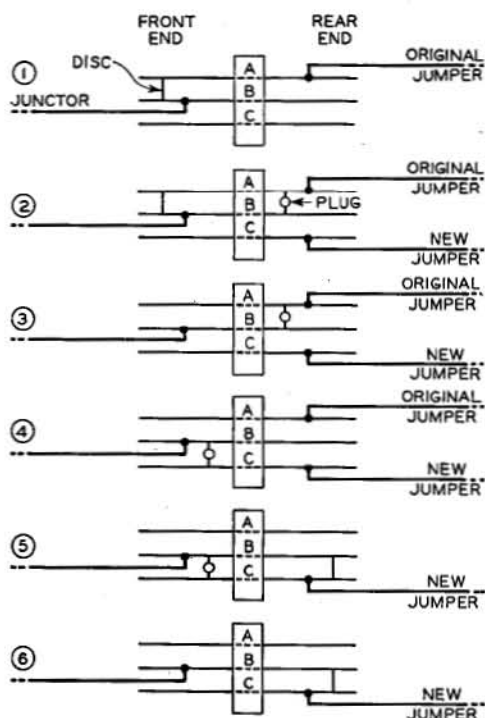 FRONT
END
REAR
END
①
DISC
A
B
C
ORIGINAL
JUMPER
JUNCTOR
②
A
B
C
PLUG
ORIGINAL
JUMPER
NEW
JUMPER
③
A
B
C
ORIGINAL
JUMPER
NEW
JUMPER
④
A
B
C
ORIGINAL
JUMPER
NEW
JUMPER
⑤
A
B
C
NEW
JUMPER
⑥
A
B
C
NEW
JUMPER